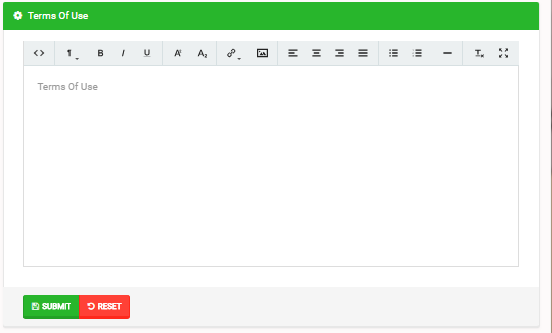 Terms Of Use
B I U
Terms Of Use
SUBMIT RESET